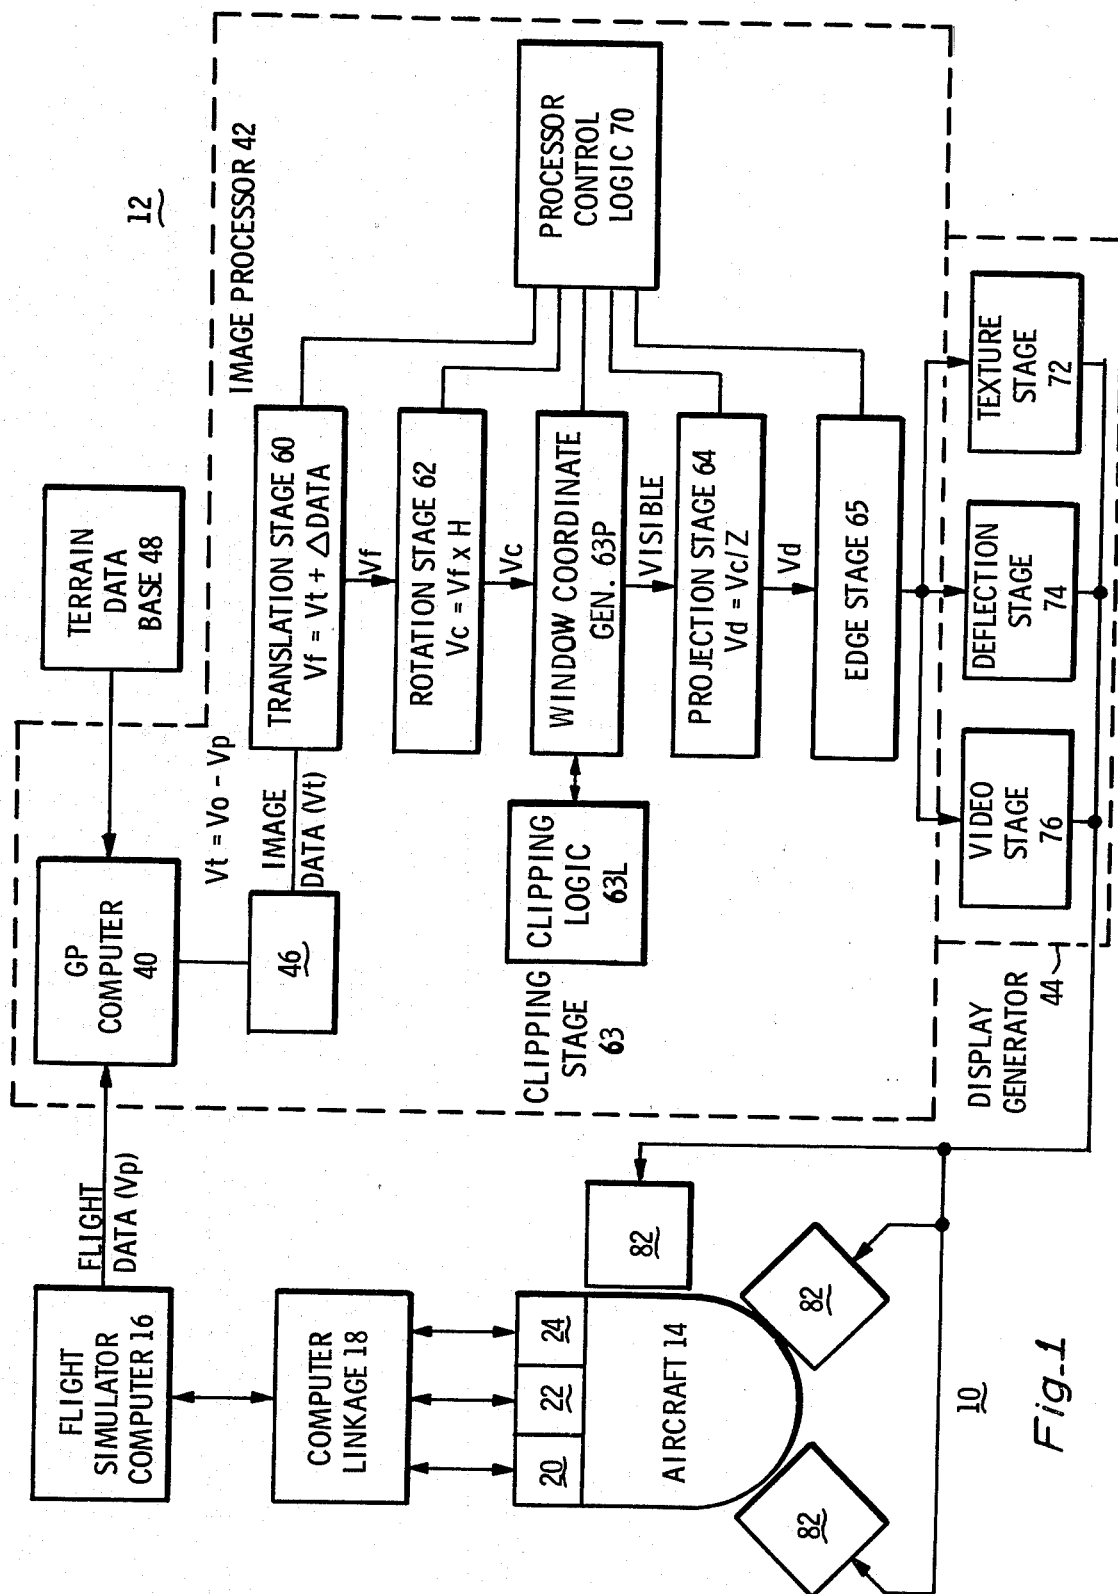 FLIGHT
SIMULATOR
COMPUTER 16
FLIGHT
DATA (Vp)
GP
COMPUTER
40
TERRAIN
DATA
BASE 48
12
COMPUTER
LINKAGE 18
46
Vt = Vo - Vp
IMAGE
DATA (Vt)
IMAGE PROCESSOR 42
TRANSLATION STAGE 60
Vf = Vt + ΔDATA
Vf
ROTATION STAGE 62
Vc = Vf x H
Vc
20
22
24
AIRCRAFT 14
CLIPPING
STAGE
63
CLIPPING
LOGIC
63L
WINDOW COORDINATE
GEN. 63P
VISIBLE
PROCESSOR
CONTROL
LOGIC 70
PROJECTION STAGE 64
Vd = Vc/Z
Vd
EDGE STAGE 65
82
82
82
DISPLAY
GENERATOR
44
VIDEO
STAGE
76
DEFLECTION
STAGE
74
TEXTURE
STAGE
72
10
Fig_1